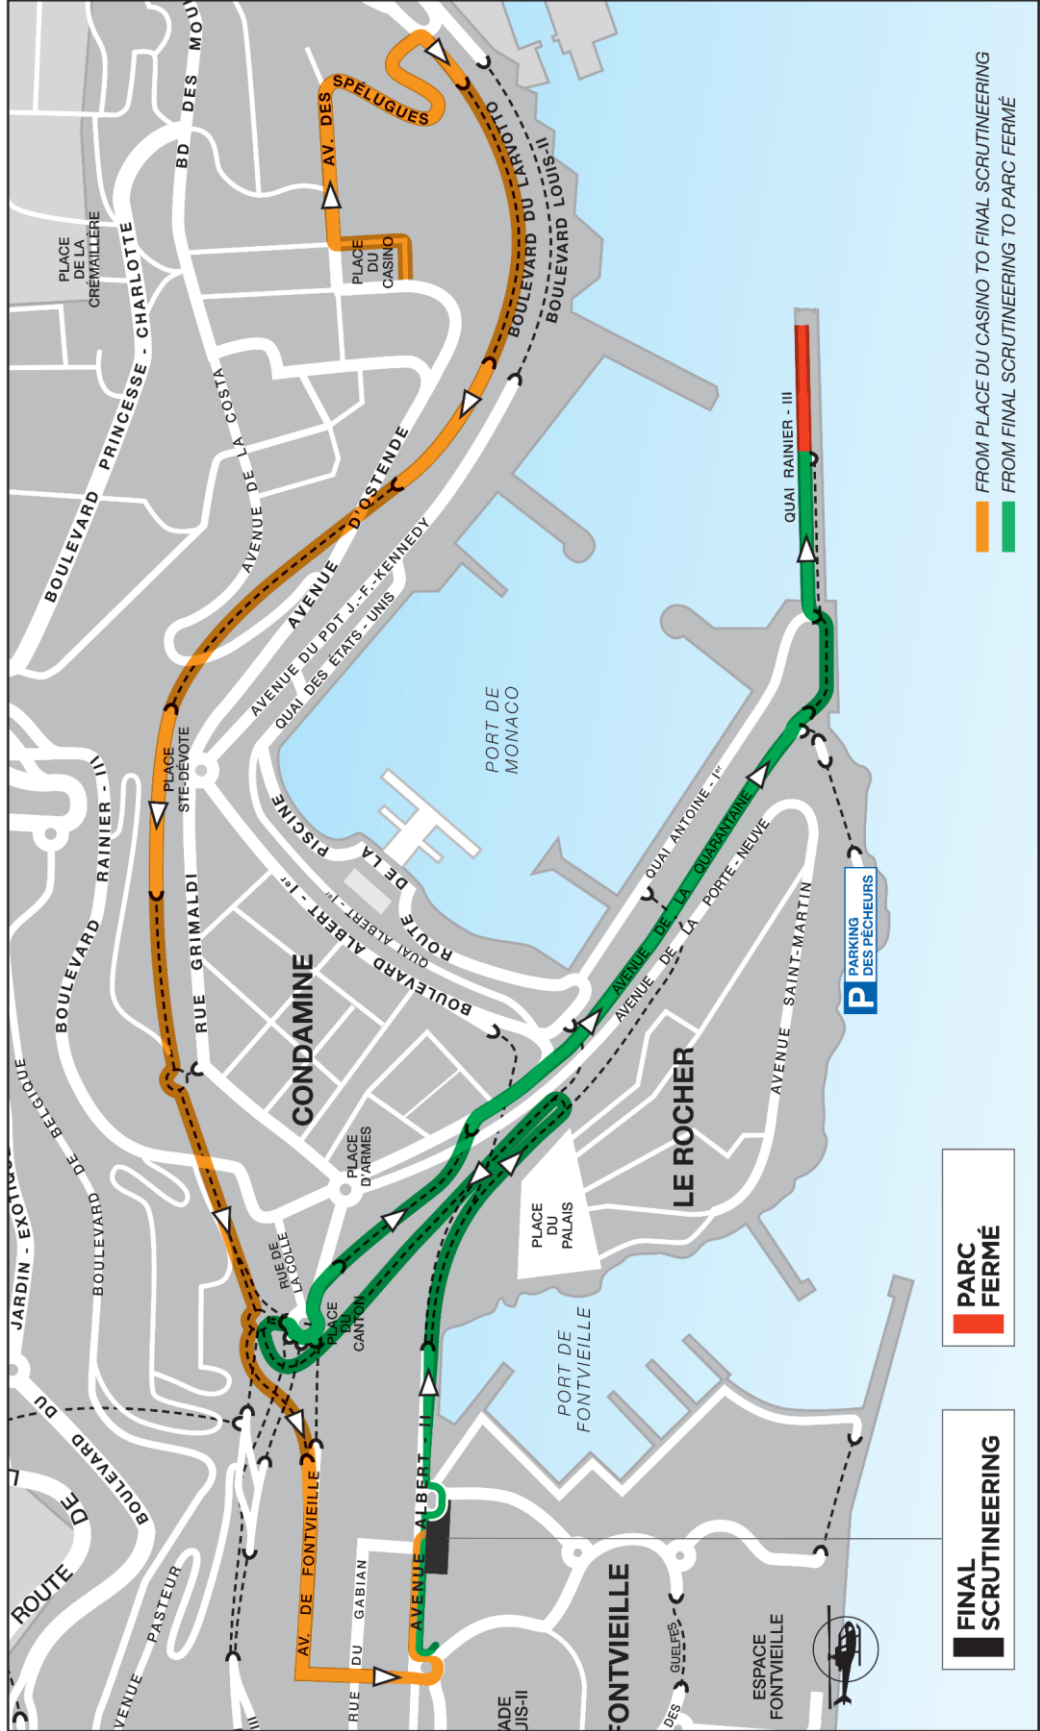 BD DES MOU
PLACE
DE LA
CRÉMAILLÈRE
BOULEVARD PRINCESSE - CHARLOTTE
AV. DES
SPÉLUGUES
PLACE
DU
CASINO
BOULEVARD DU LARVOTTO
BOULEVARD LOUIS-II
AVENUE DE LA COSTA
AVENUE D'OSTENDE
AVENUE DU PDT J.-F.-KENNEDY
QUAI DES ÉTATS - UNIS
PORT DE
MONACO
QUAI RAINIER - III
FROM PLACE DU CASINO TO FINAL SCRUTINEERING
FROM FINAL SCRUTINEERING TO PARC FERMÉ
PLACE
STE-DÉVOTE
BOULEVARD RAINIER - III
RUE GRIMALDI
ROUTE DE LA PISCINE
QUAI ALBERT - Ier
BOULEVARD ALBERT - Ier
CONDAMINE
QUAI ANTOINE - Ier
AVENUE DE LA QUARANTAINE
AVENUE DE LA PORTE - NEUVE
AVENUE SAINT-MARTIN
P PARKING
DES PÊCHEURS
LE ROCHER
PLACE
D'ARMES
PLACE
DU
PALAIS
JARDIN - EXOTIQUE
BOULEVARD DE BELGIQUE
RUE DE
LA COLLE
PLACE
DU
CANTON
PORT DE
FONTVIEILLE
BOULEVARD DU
ROUTE DE L
AVENUE PASTEUR
III
AV. DE FONTVIEILLE
RUE DU GABIAN
AVENUE ALBERT - II
ADE
UIS-II
FONTVIEILLE
DES GUELFES
ESPACE
FONTVIEILLE
FINAL
SCRUTINEERING
PARC
FERMÉ